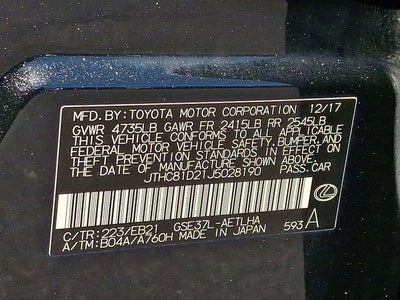 MFD.BY:TOYOTA MOTOR CORPORATION 12/17
GVWR 4735LB GAWR FR 2415LB RR 2545LB
THIS VEHICLE CONFORMS TO ALL APPLICABLE
FEDERAL MOTOR VEHICLE SAFETY, BUMPER, AND
THEFT PREVENTION STANDARDS IN EFFECT ON
THE DATE OF MANUFACTURE SHOWN ABOVE.
JTHC81D21J5028190 PASS.CAR
C/TR:223/EB21 GSE37L-AETLHA
A/TM:B04A/A760H MADE IN JAPAN 593 A